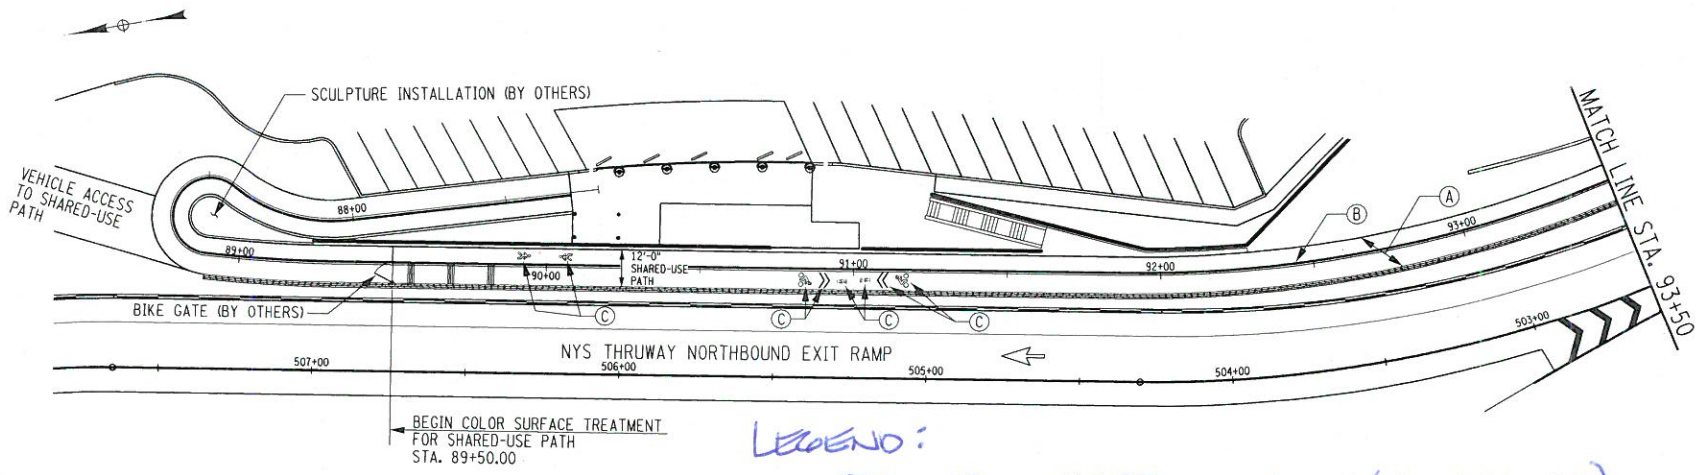 SCULPTURE INSTALLATION (BY OTHERS)
MATCH LINE STA. 93+50
VEHICLE ACCESS
TO SHARED-USE
PATH
88+00
A
B
93+00
89+00
90+00
12'-0"
SHARED-USE
PATH
91+00
92+00
BIKE GATE (BY OTHERS)
C
C
C
C
503+00
NYS THRUWAY NORTHBOUND EXIT RAMP
507+00
506+00
505+00
504+00
BEGIN COLOR SURFACE TREATMENT
FOR SHARED-USE PATH
STA. 89+50.00
LEGEND: